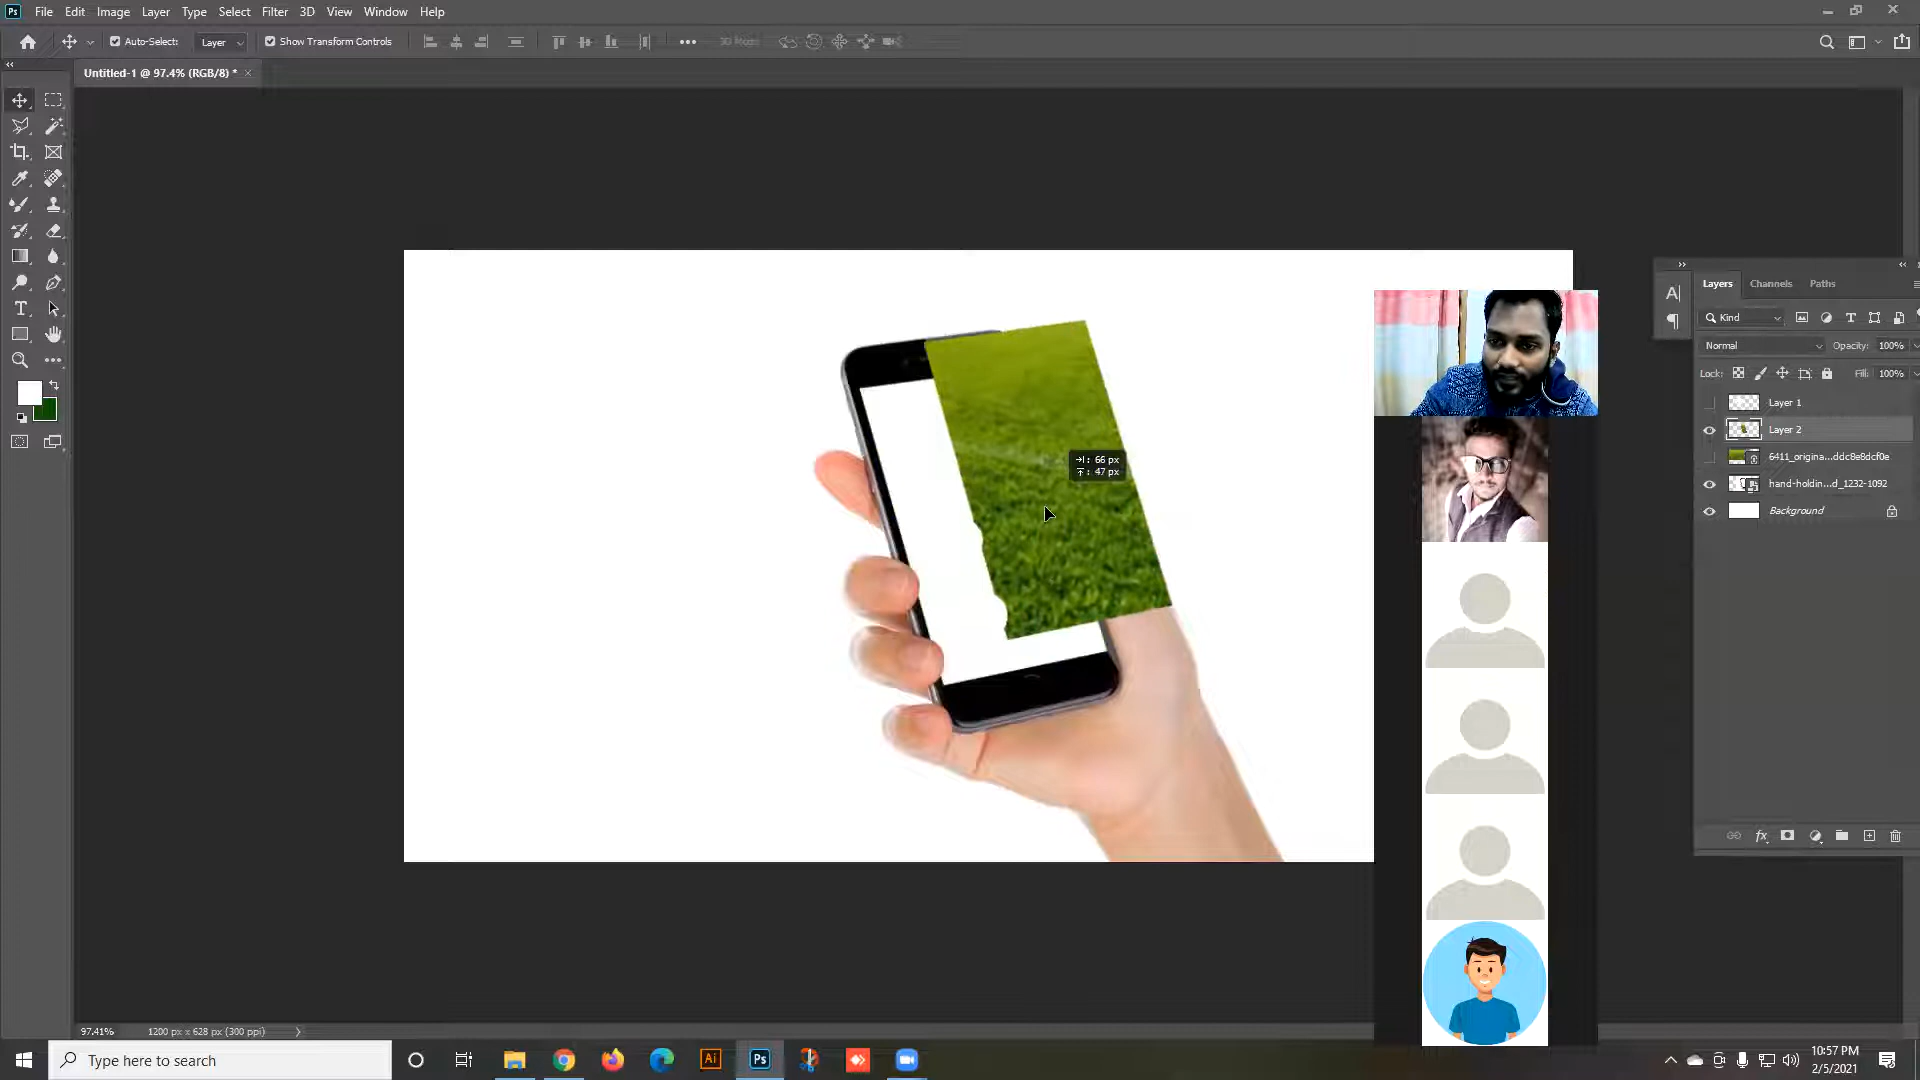 Ps File Edit Image Layer Type Select Filter 3D View Window Help
Auto-Select: Layer Show Transform Controls
Untitled-1 @ 97.4% (RGB/8) *
Layers Channels Paths
Kind
Normal Opacity: 100%
Lock: Fill: 100%
Layer 1
Layer 2
6411_origina...ddc8e8dcf0e
hand-holdin...d_1232-1092
Background
: 66 px
: 47 px
97.41% 1200 px x 628 px (300 ppi)
Type here to search
Ai Ps
10:57 PM
2/5/2021